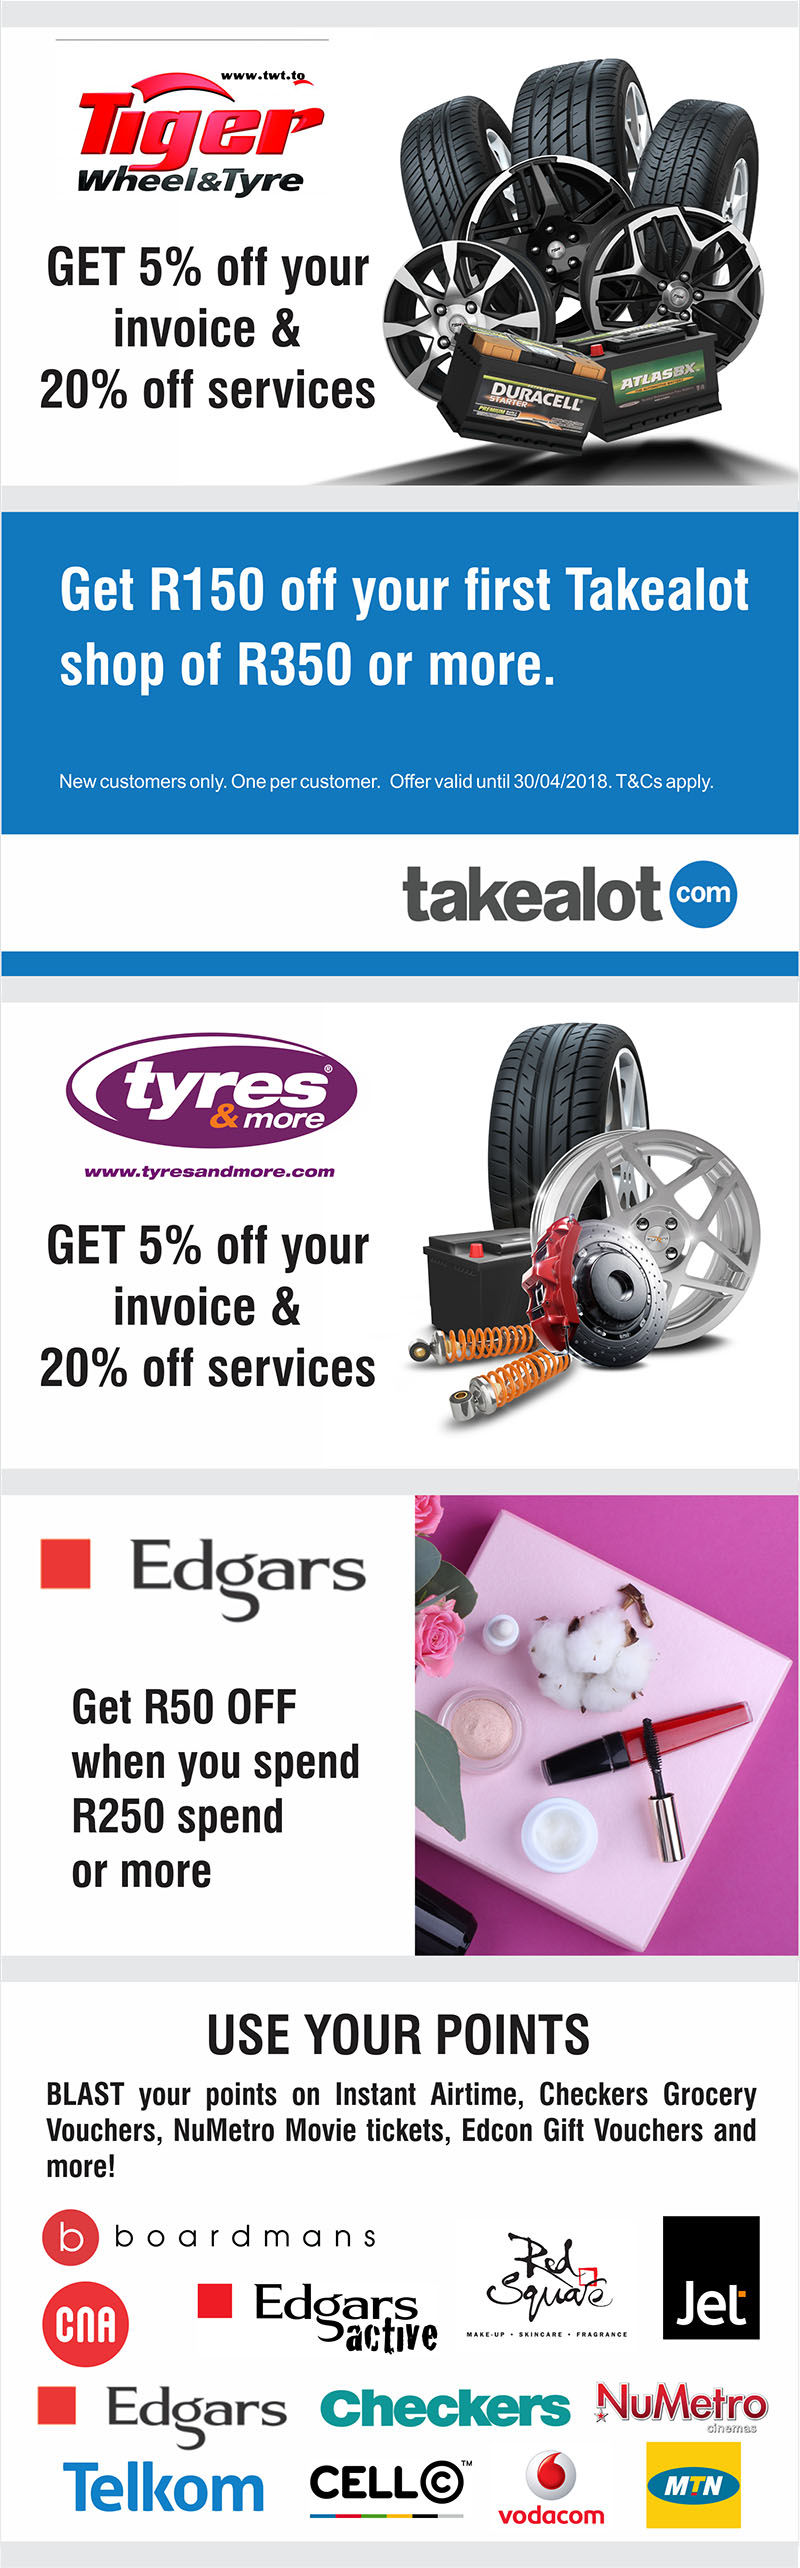 www.twt.to
Tiger
Wheel&Tyre
GET 5% off your
invoice &
20% off services
DURACELL
STARTER
PREMIUM
ATLASBX
Get R150 off your first Takealot
shop of R350 or more.
New customers only. One per customer. Offer valid until 30/04/2018. T&Cs apply.
takealot com
tyres®
& more
www.tyresandmore.com
GET 5% off your
invoice &
20% off services
Edgars
Get R50 OFF
when you spend
R250 spend
or more
USE YOUR POINTS
BLAST your points on Instant Airtime, Checkers Grocery
Vouchers, NuMetro Movie tickets, Edcon Gift Vouchers and
more!
b boardmans
Red
Square
MAKE-UP • SKINCARE • FRAGRANCE
Jet
CNA
Edgars
active
Edgars
Checkers
NuMetro
cinemas
Telkom
CELL C™
vodacom
MTN